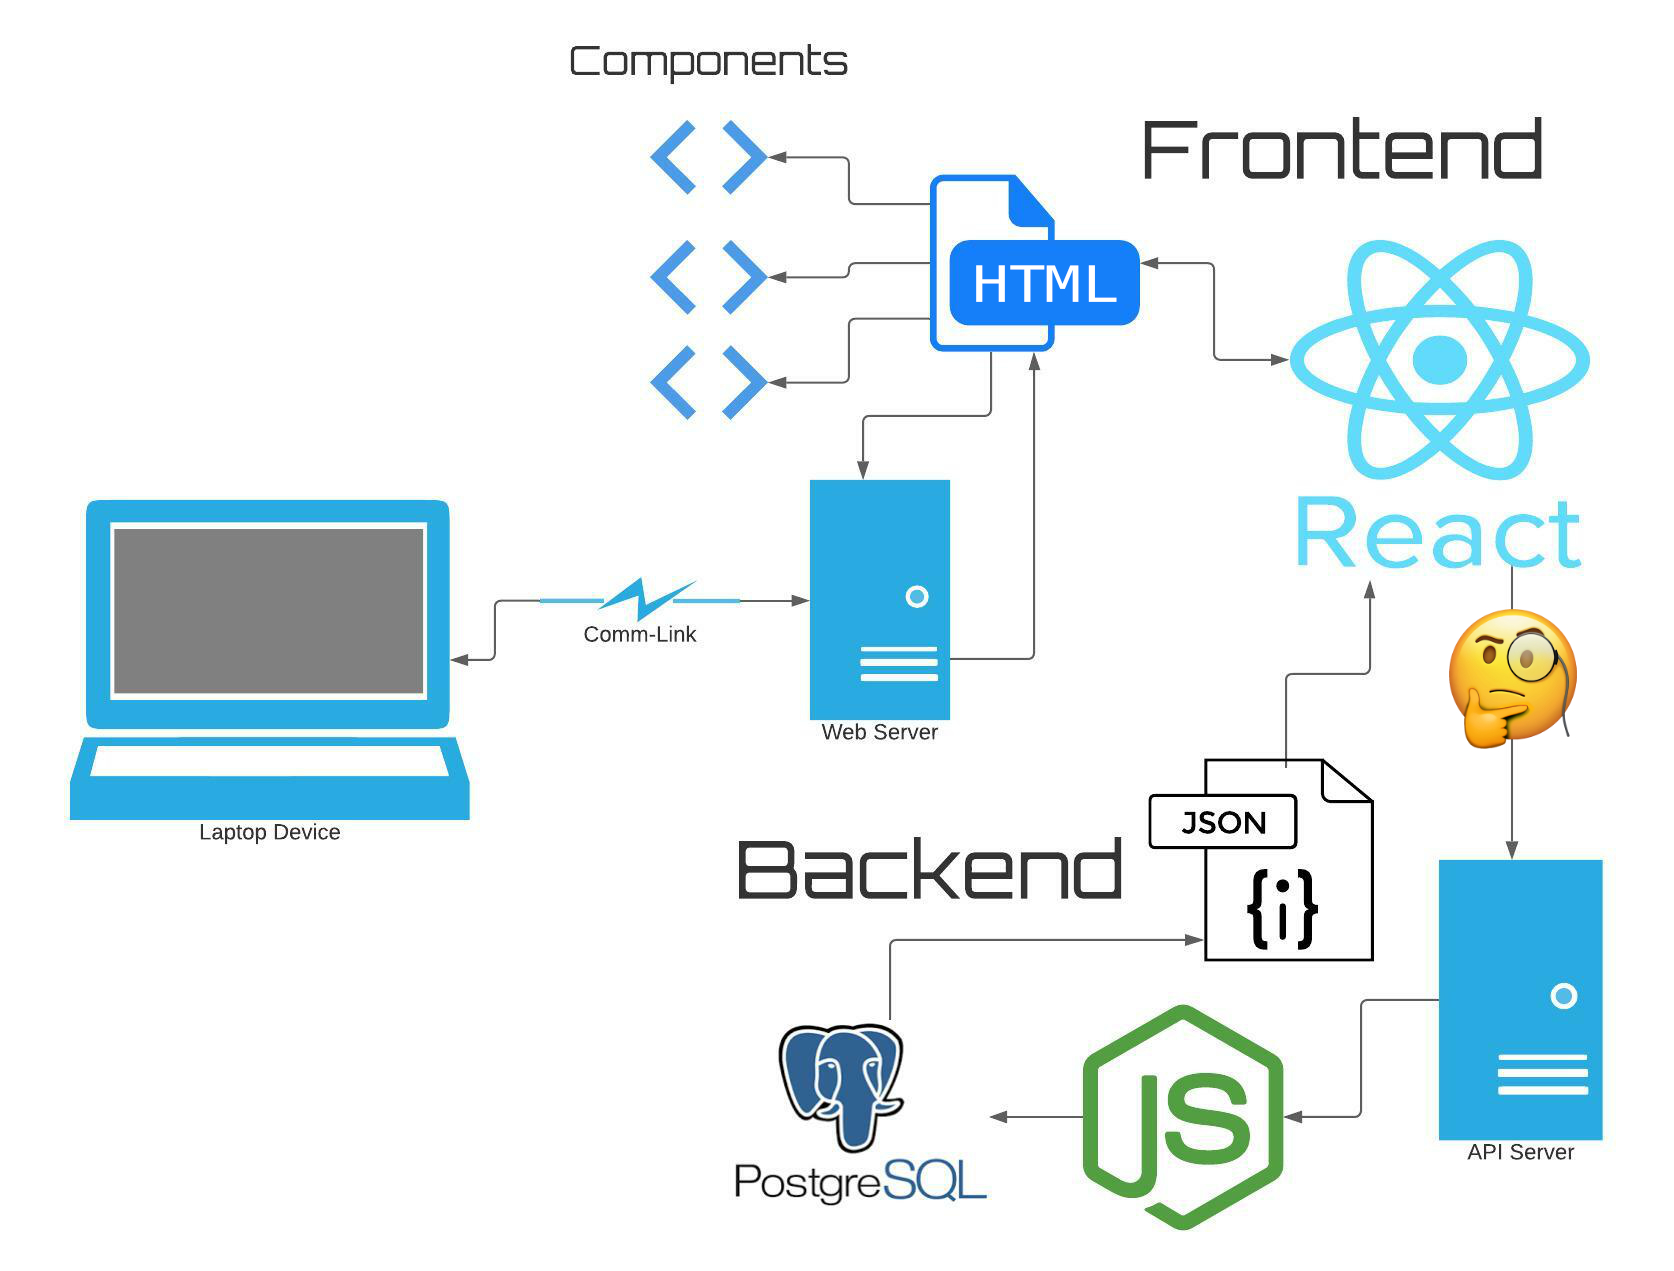 Components
Frontend
HTML
React
Comm-Link
Web Server
Laptop Device
JSON
{i}
Backend
JS
PostgreSQL
API Server